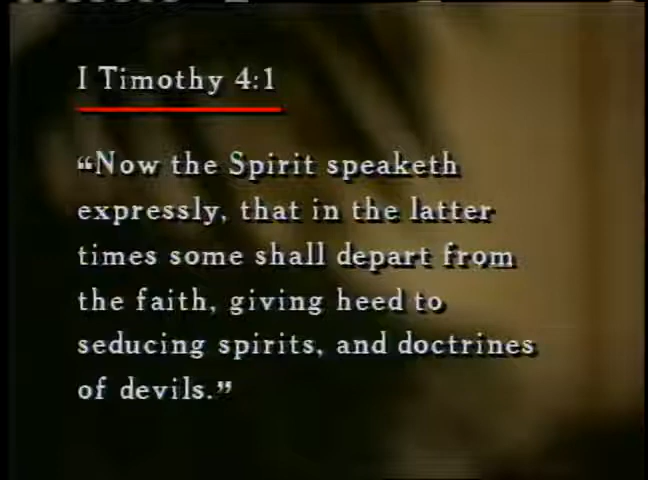 I Timothy 4:1
“Now the Spirit speaketh
expressly, that in the latter
times some shall depart from
the faith, giving heed to
seducing spirits, and doctrines
of devils.”